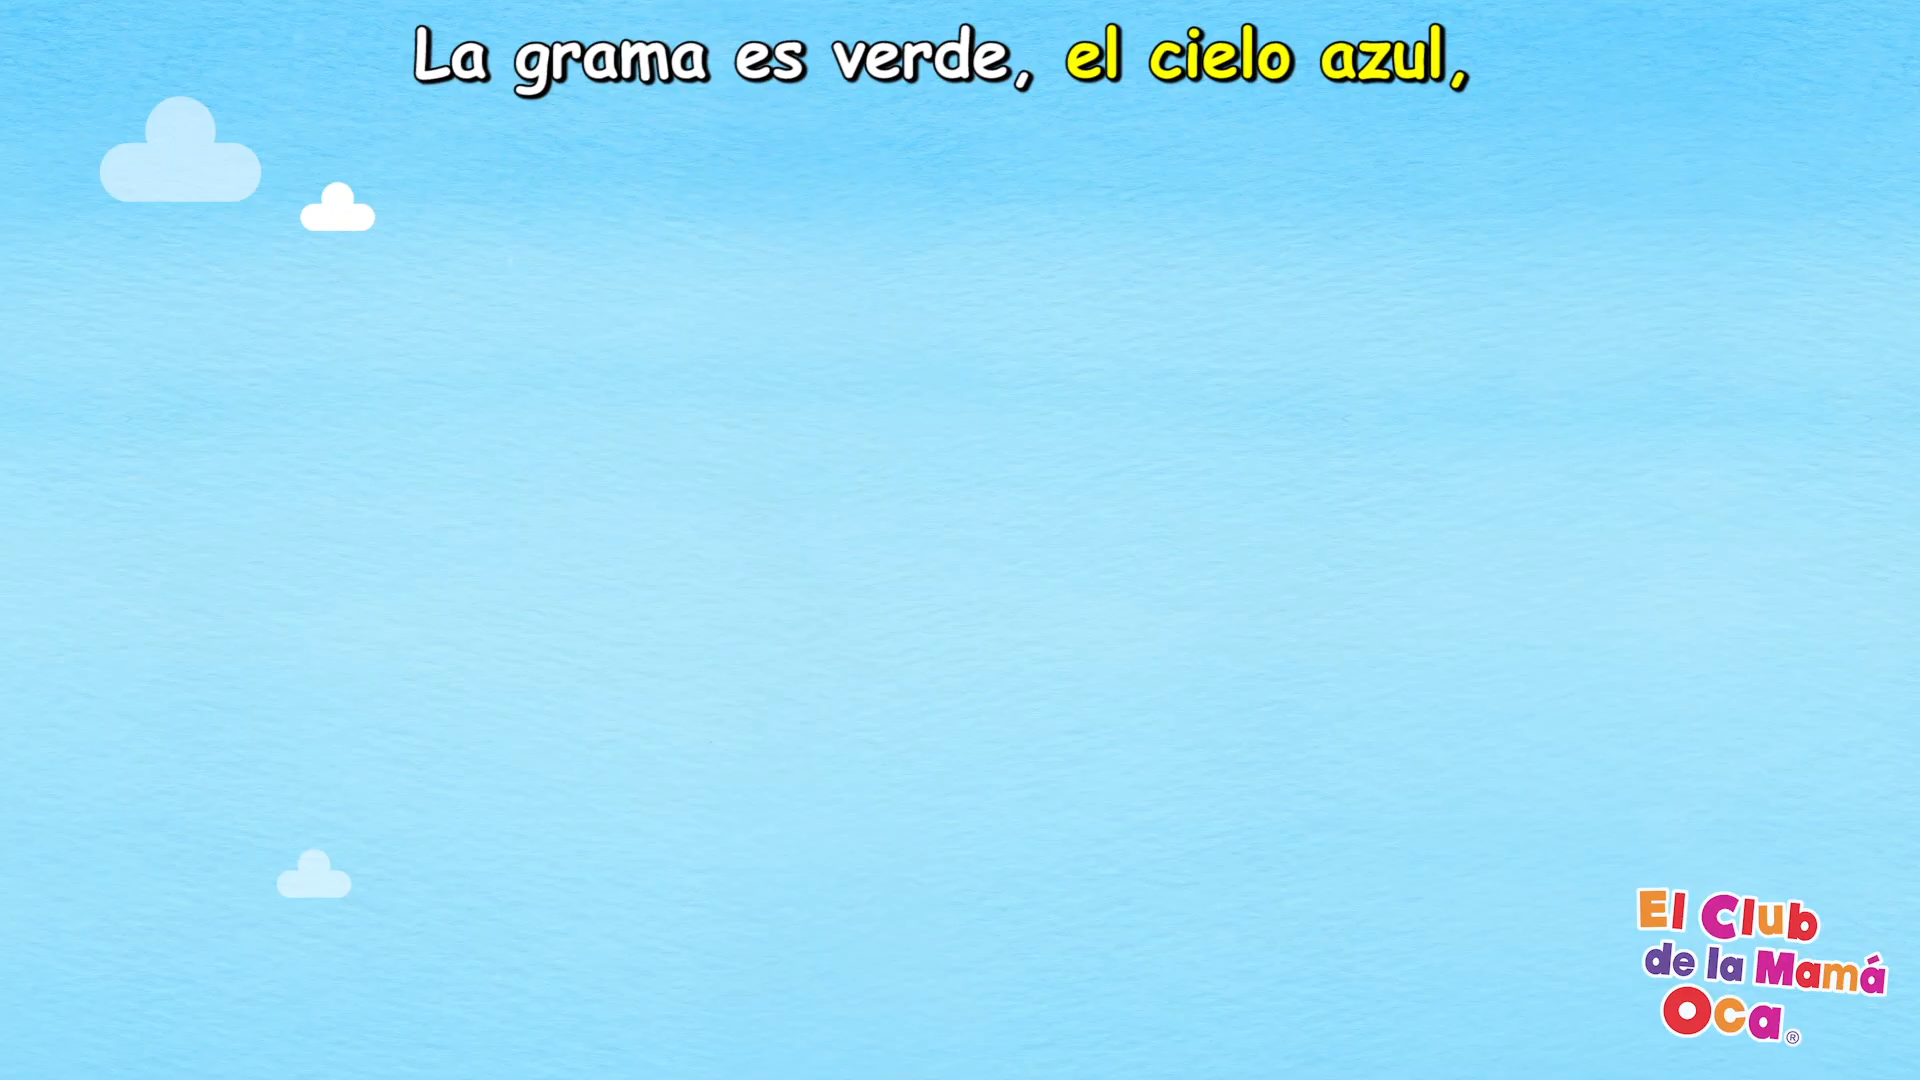 La grama es verde, el cielo azul,
El Club
de la Mamá
Oca®